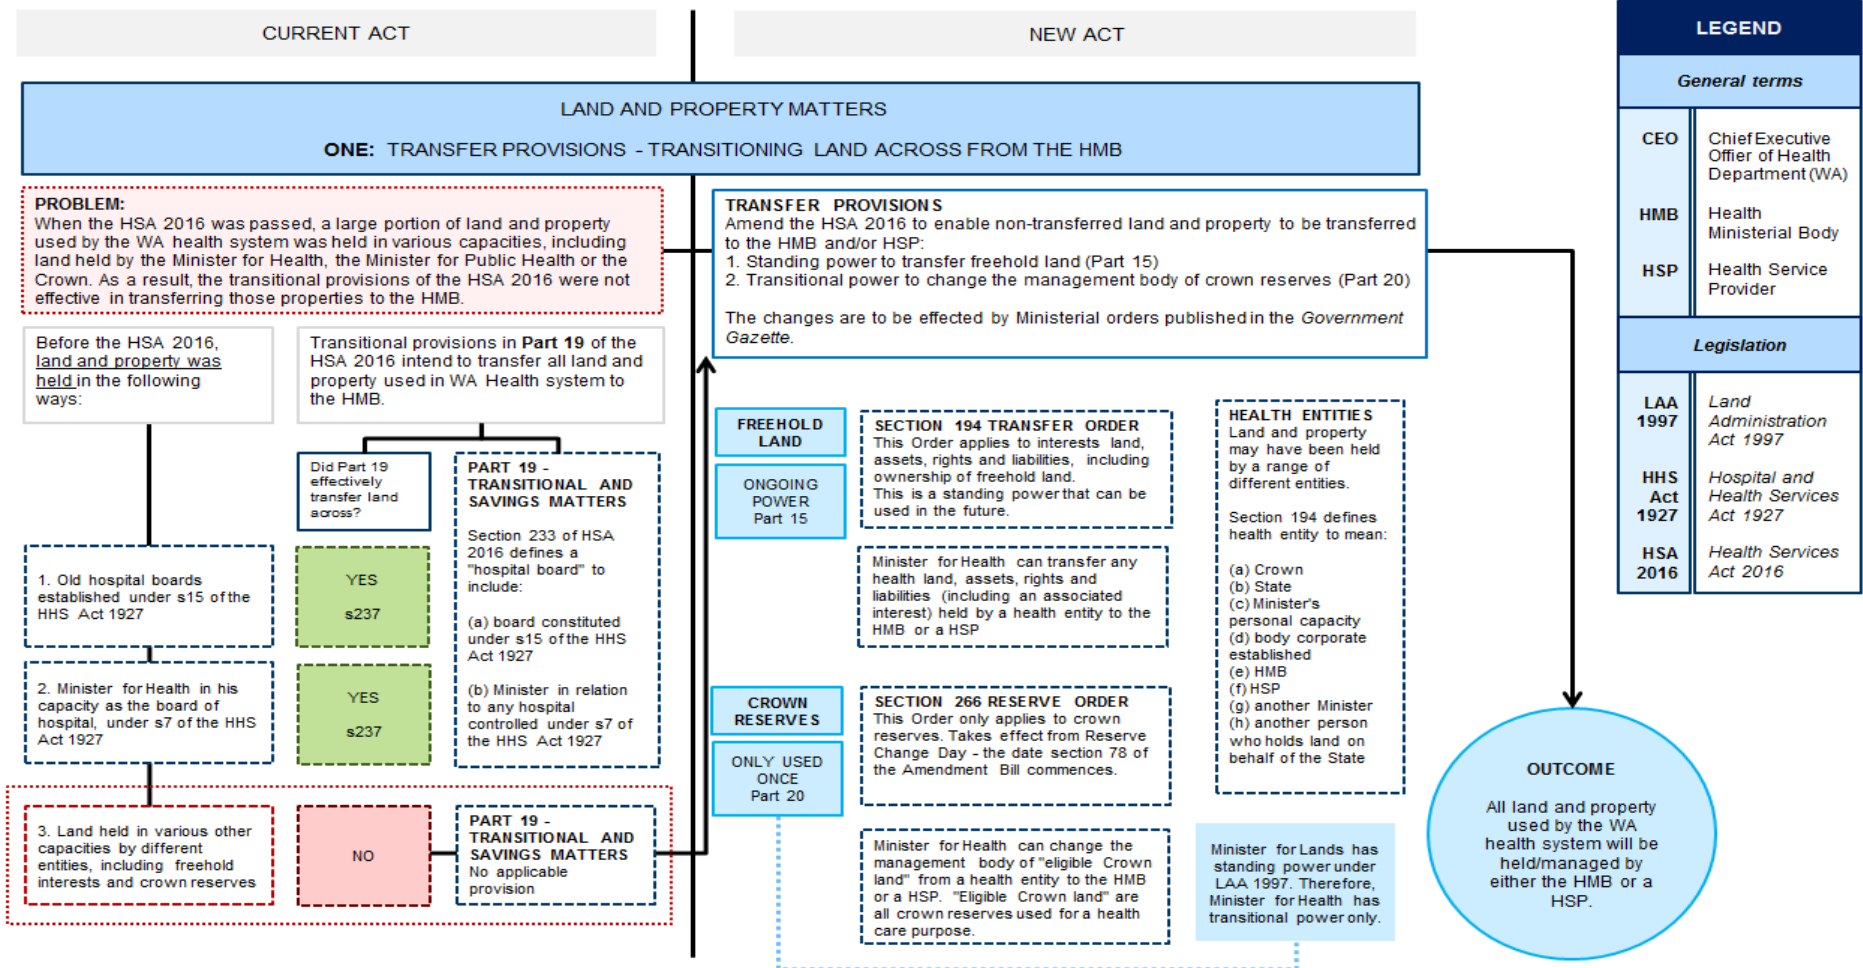 CURRENT ACT
NEW ACT
LAND AND PROPERTY MATTERS
ONE: TRANSFER PROVISIONS - TRANSITIONING LAND ACROSS FROM THE HMB
PROBLEM:
When the HSA 2016 was passed, a large portion of land and property
used by the WA health system was held in various capacities, including
land held by the Minister for Health, the Minister for Public Health or the
Crown. As a result, the transitional provisions of the HSA 2016 were not
effective in transferring those properties to the HMB.
Before the HSA 2016,
land and property was
held in the following
ways:
Transitional provisions in Part 19 of the
HSA 2016 intend to transfer all land and
property used in WA Health system to
the HMB.
Did Part 19
effectively
transfer land
across?
PART 19 -
TRANSITIONAL AND
SAVINGS MATTERS
Section 233 of HSA
2016 defines a
"hospital board" to
include:
(a) board constituted
under s15 of the HHS
Act 1927
(b) Minister in relation
to any hospital
controlled under s7 of
the HHS Act 1927
1. Old hospital boards
established under s15 of the
HHS Act 1927
YES
s237
2. Minister for Health in his
capacity as the board of
hospital, under s7 of the HHS
Act 1927
YES
s237
3. Land held in various other
capacities by different
entities, including freehold
interests and crown reserves
NO
PART 19 -
TRANSITIONAL AND
SAVINGS MATTERS
No applicable
provision
TRANSFER PROVISIONS
Amend the HSA 2016 to enable non-transferred land and property to be transferred
to the HMB and/or HSP:
1. Standing power to transfer freehold land (Part 15)
2. Transitional power to change the management body of crown reserves (Part 20)
The changes are to be effected by Ministerial orders published in the Government
Gazette.
FREEHOLD
LAND
ONGOING
POWER
Part 15
SECTION 194 TRANSFER ORDER
This Order applies to interests land,
assets, rights and liabilities, including
ownership of freehold land.
This is a standing power that can be
used in the future.
Minister for Health can transfer any
health land, assets, rights and
liabilities (including an associated
interest) held by a health entity to the
HMB or a HSP
CROWN
RESERVES
ONLY USED
ONCE
Part 20
SECTION 266 RESERVE ORDER
This Order only applies to crown
reserves. Takes effect from Reserve
Change Day - the date section 78 of
the Amendment Bill commences.
Minister for Health can change the
management body of "eligible Crown
land" from a health entity to the HMB
or a HSP. "Eligible Crown land" are
all crown reserves used for a health
care purpose.
HEALTH ENTITIES
Land and property
may have been held
by a range of
different entities.
Section 194 defines
health entity to mean:
(a) Crown
(b) State
(c) Minister's
personal capacity
(d) body corporate
established
(e) HMB
(f) HSP
(g) another Minister
(h) another person
who holds land on
behalf of the State
Minister for Lands has
standing power under
LAA 1997. Therefore,
Minister for Health has
transitional power only.
OUTCOME
All land and property
used by the WA
health system will be
held/managed by
either the HMB or a
HSP.
LEGEND
General terms
CEO
Chief Executive
Offier of Health
Department (WA)
HMB
Health
Ministerial Body
HSP
Health Service
Provider
Legislation
LAA
1997
Land
Administration
Act 1997
HHS
Act
1927
Hospital and
Health Services
Act 1927
HSA
2016
Health Services
Act 2016